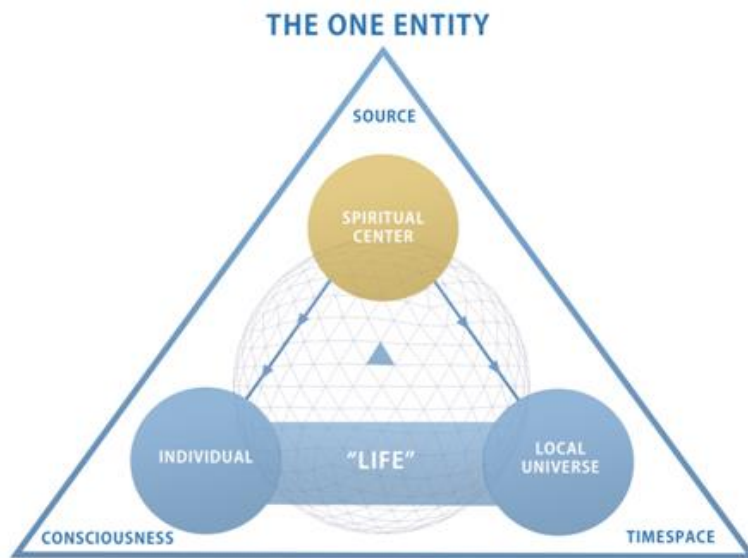 THE ONE ENTITY
SOURCE
SPIRITUAL
CENTER
INDIVIDUAL
"LIFE"
LOCAL
UNIVERSE
CONSCIOUSNESS
TIMESPACE